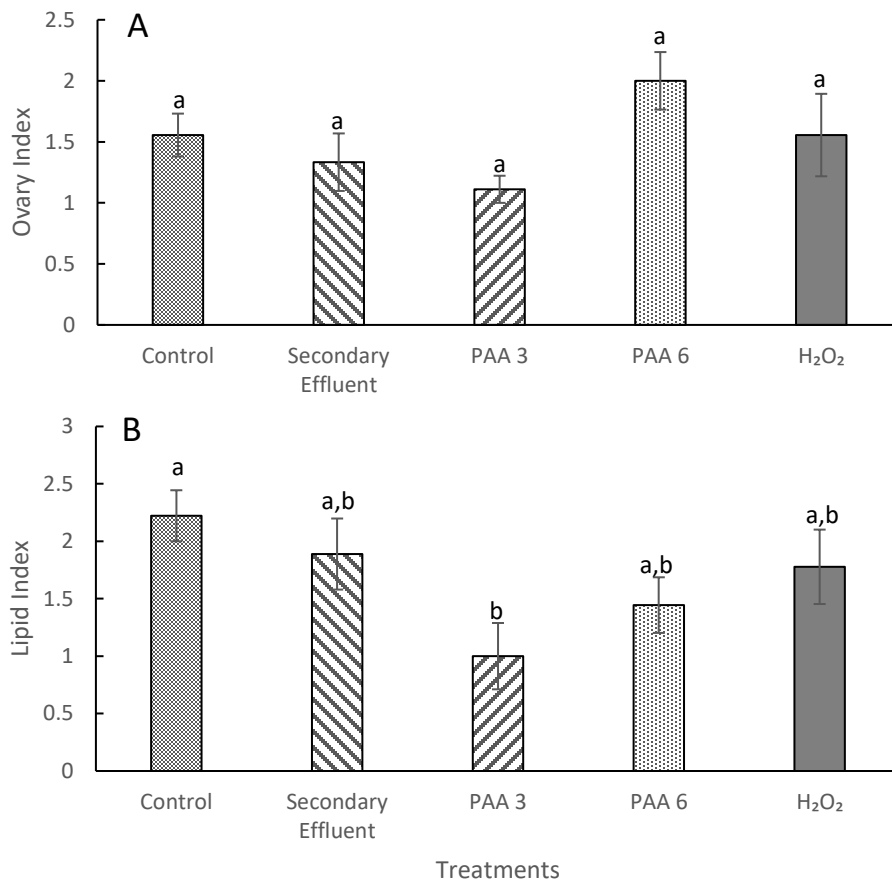 A
Ovary Index
2.5
2
1.5
1
0.5
0
a
a
a
a
a
Control
Secondary
Effluent
PAA 3
PAA 6
H₂O₂
B
Lipid Index
3
2.5
2
1.5
1
0.5
0
a
a,b
b
a,b
a,b
Control
Secondary
Effluent
PAA 3
PAA 6
H₂O₂
Treatments